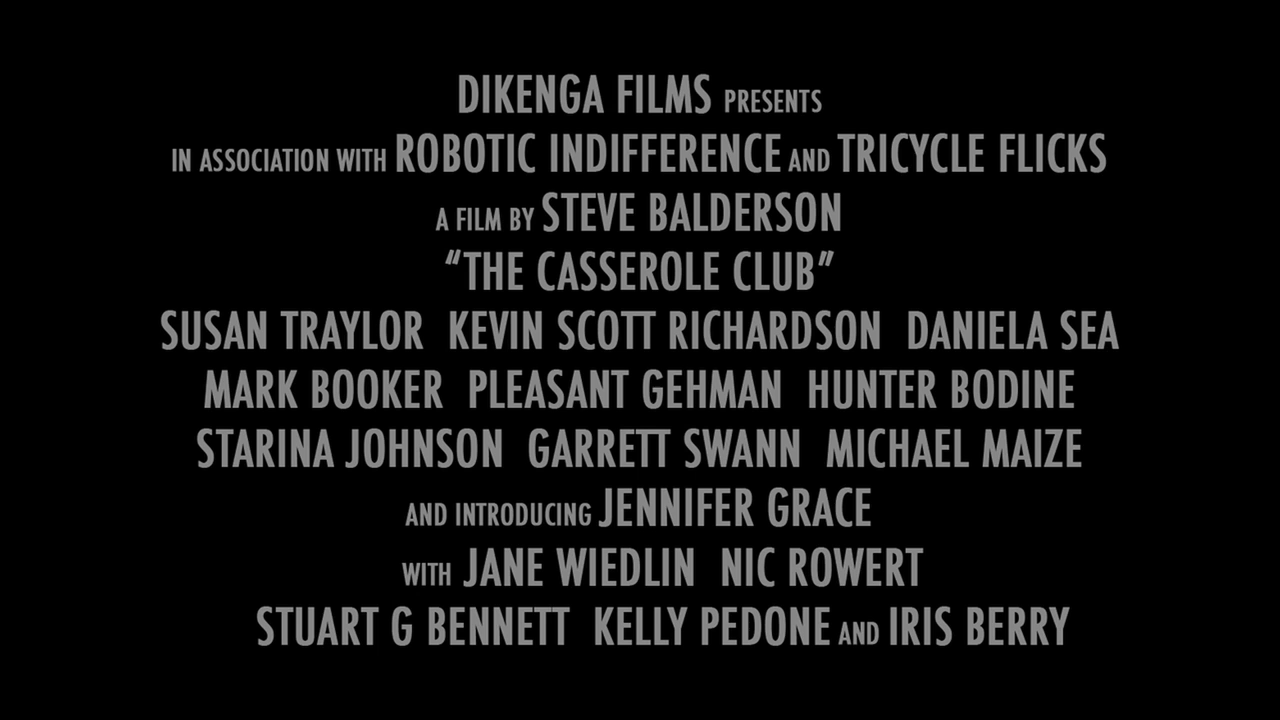 DIKENGA FILMS PRESENTS
IN ASSOCIATION WITH ROBOTIC INDIFFERENCE AND TRICYCLE FLICKS
A FILM BY STEVE BALDERSON
“THE CASSEROLE CLUB”
SUSAN TRAYLOR KEVIN SCOTT RICHARDSON DANIELA SEA
MARK BOOKER PLEASANT GEHMAN HUNTER BODINE
STARINA JOHNSON GARRETT SWANN MICHAEL MAIZE
AND INTRODUCING JENNIFER GRACE
WITH JANE WIEDLIN NIC ROWERT
STUART G BENNETT KELLY PEDONE AND IRIS BERRY